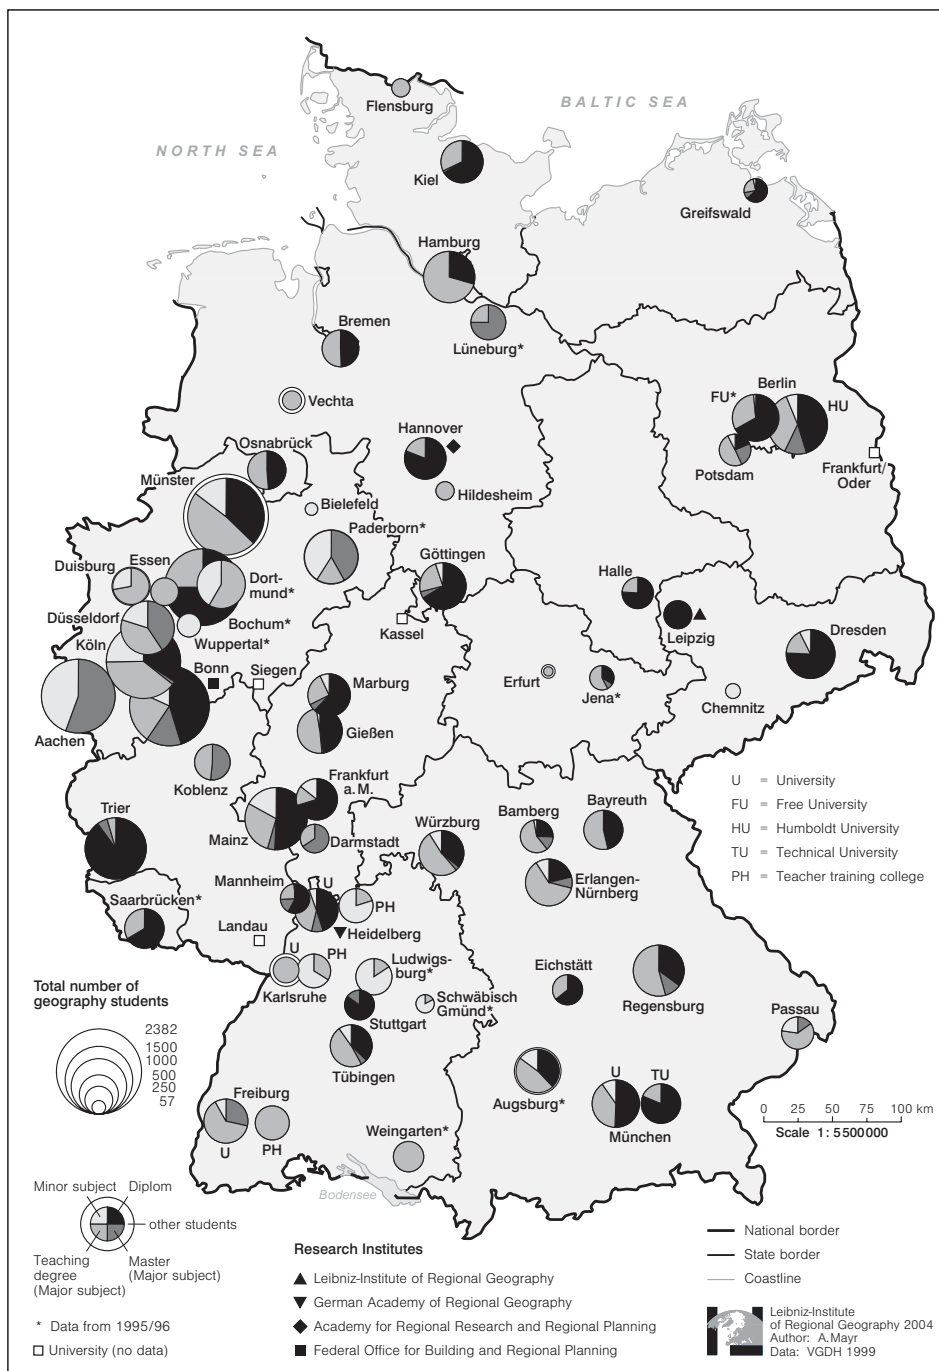 Flensburg
BALTIC SEA
NORTH SEA
Kiel
Greifswald
Hamburg
Bremen
Lüneburg*
Vechta
Berlin
FU*
HU
Hannover
Osnabrück
Potsdam
Frankfurt/
Oder
Münster
Hildesheim
Bielefeld
Paderborn*
Duisburg
Essen
Göttingen
Halle
Dort-
mund*
Düsseldorf
Bochum*
Kassel
Leipzig
Dresden
Wuppertal*
Köln
Bonn
Siegen
Marburg
Erfurt
Jena*
Chemnitz
Aachen
Gießen
Koblenz
Frankfurt
a. M.
U = University
FU = Free University
HU = Humboldt University
TU = Technical University
PH = Teacher training college
Trier
Mainz
Darmstadt
Würzburg
Bamberg
Bayreuth
Mannheim
U
PH
Erlangen-
Nürnberg
Saarbrücken*
Landau
Heidelberg
U
PH
Karlsruhe
Ludwigs-
burg*
Eichstätt
Regensburg
Schwäbisch
Gmünd*
Stuttgart
Passau
Tübingen
Augsburg*
U
TU
München
Freiburg
U
PH
Weingarten*
Bodensee
Total number of
geography students
2382
1500
1000
500
250
57
0 25 50 75 100 km
Scale 1: 5500000
Minor subject
Diplom
other students
Teaching
degree
(Major subject)
Master
(Major subject)
* Data from 1995/96
University (no data)
Research Institutes
Leibniz-Institute of Regional Geography
German Academy of Regional Geography
Academy for Regional Research and Regional Planning
Federal Office for Building and Regional Planning
National border
State border
Coastline
Leibniz-Institute
of Regional Geography 2004
Author: A.Mayr
Data: VGDH 1999